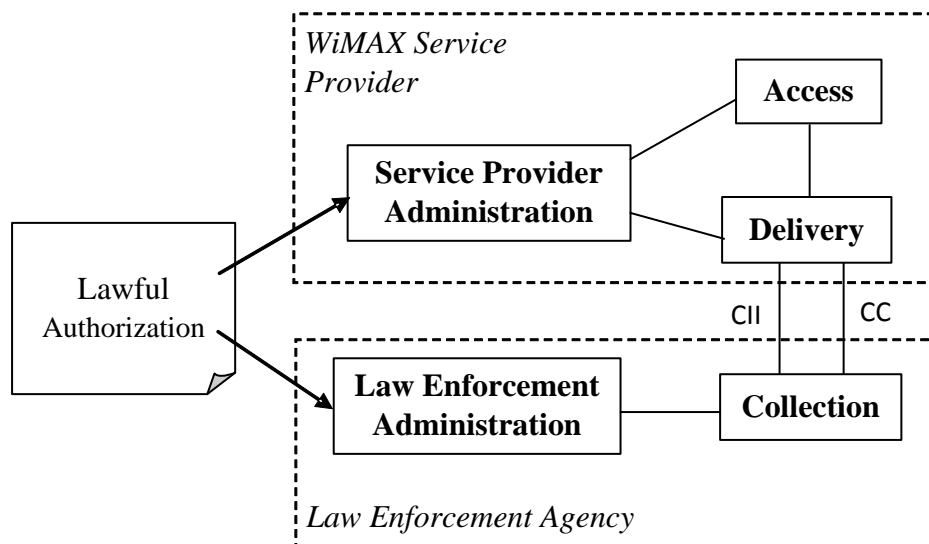 WiMAX Service
Provider
Access
Service Provider
Administration
Delivery
Lawful
Authorization
CII
CC
Law Enforcement
Administration
Collection
Law Enforcement Agency